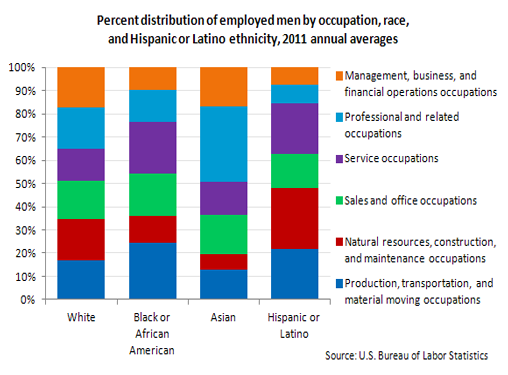 Percent distribution of employed men by occupation, race,
and Hispanic or Latino ethnicity, 2011 annual averages
100%
90%
80%
70%
60%
50%
40%
30%
20%
10%
0%
White
Black or
African
American
Asian
Hispanic or
Latino
Management, business, and
financial operations occupations
Professional and related
occupations
Service occupations
Sales and office occupations
Natural resources, construction,
and maintenance occupations
Production, transportation, and
material moving occupations
Source: U.S. Bureau of Labor Statistics